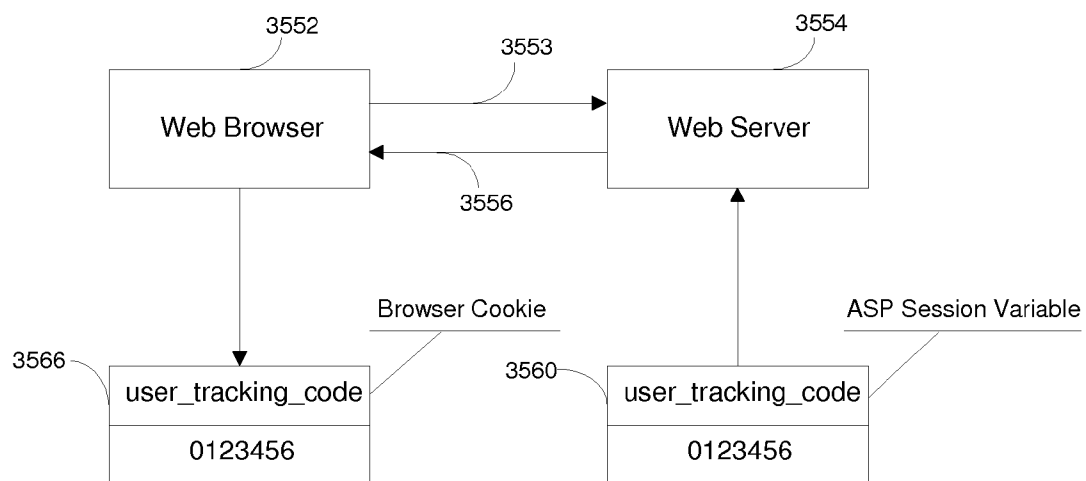 3552
3553
3554
Web Browser
Web Server
3556
Browser Cookie
ASP Session Variable
3566
user_tracking_code
3560
user_tracking_code
0123456
0123456